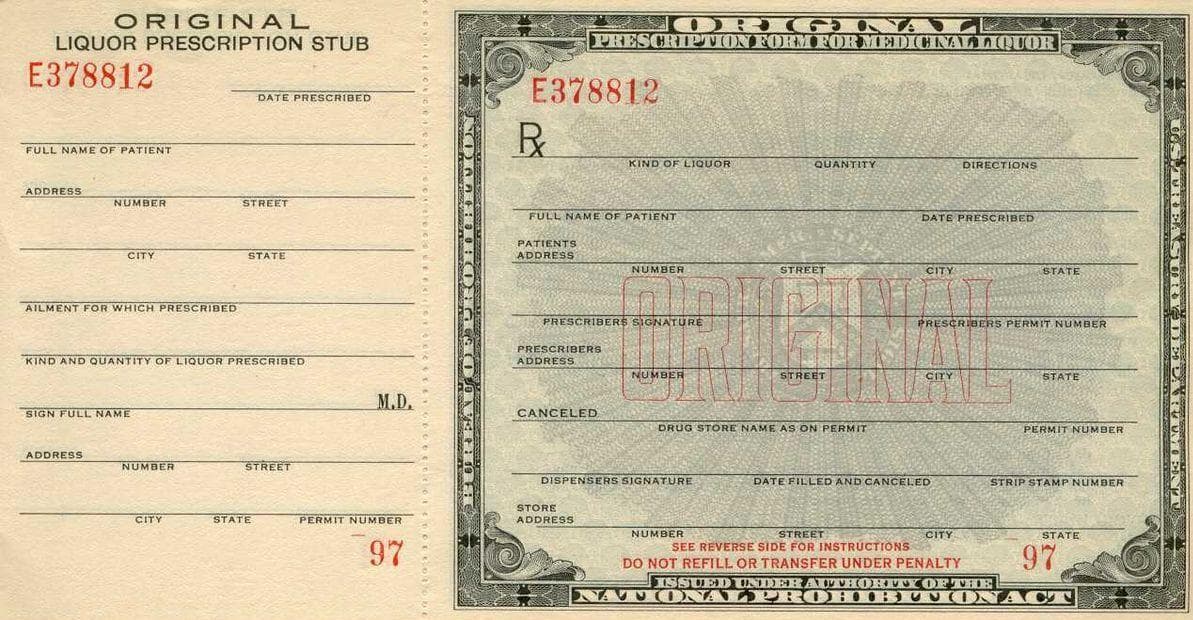 ORIGINAL
LIQUOR PRESCRIPTION STUB
E378812
DATE PRESCRIBED
FULL NAME OF PATIENT
ADDRESS
NUMBER STREET
CITY STATE
AILMENT FOR WHICH PRESCRIBED
KIND AND QUANTITY OF LIQUOR PRESCRIBED
M.D.
SIGN FULL NAME
ADDRESS
NUMBER STREET
CITY STATE PERMIT NUMBER
97
ORIGINAL
PRESCRIPTION FORM FOR MEDICINAL LIQUOR
E378812
Rx
KIND OF LIQUOR QUANTITY DIRECTIONS
FULL NAME OF PATIENT DATE PRESCRIBED
PATIENTS
ADDRESS
NUMBER STREET CITY STATE
ORIGINAL
PRESCRIBERS SIGNATURE PRESCRIBERS PERMIT NUMBER
PRESCRIBERS
ADDRESS
NUMBER STREET CITY STATE
CANCELED
DRUG STORE NAME AS ON PERMIT PERMIT NUMBER
DISPENSERS SIGNATURE DATE FILLED AND CANCELED STRIP STAMP NUMBER
STORE
ADDRESS
NUMBER STREET CITY STATE
SEE REVERSE SIDE FOR INSTRUCTIONS
DO NOT REFILL OR TRANSFER UNDER PENALTY
97
ISSUED UNDER AUTHORITY OF THE
NATIONAL PROHIBITION ACT
BUREAU OF PROHIBITION
U.S. TREASURY DEPARTMENT